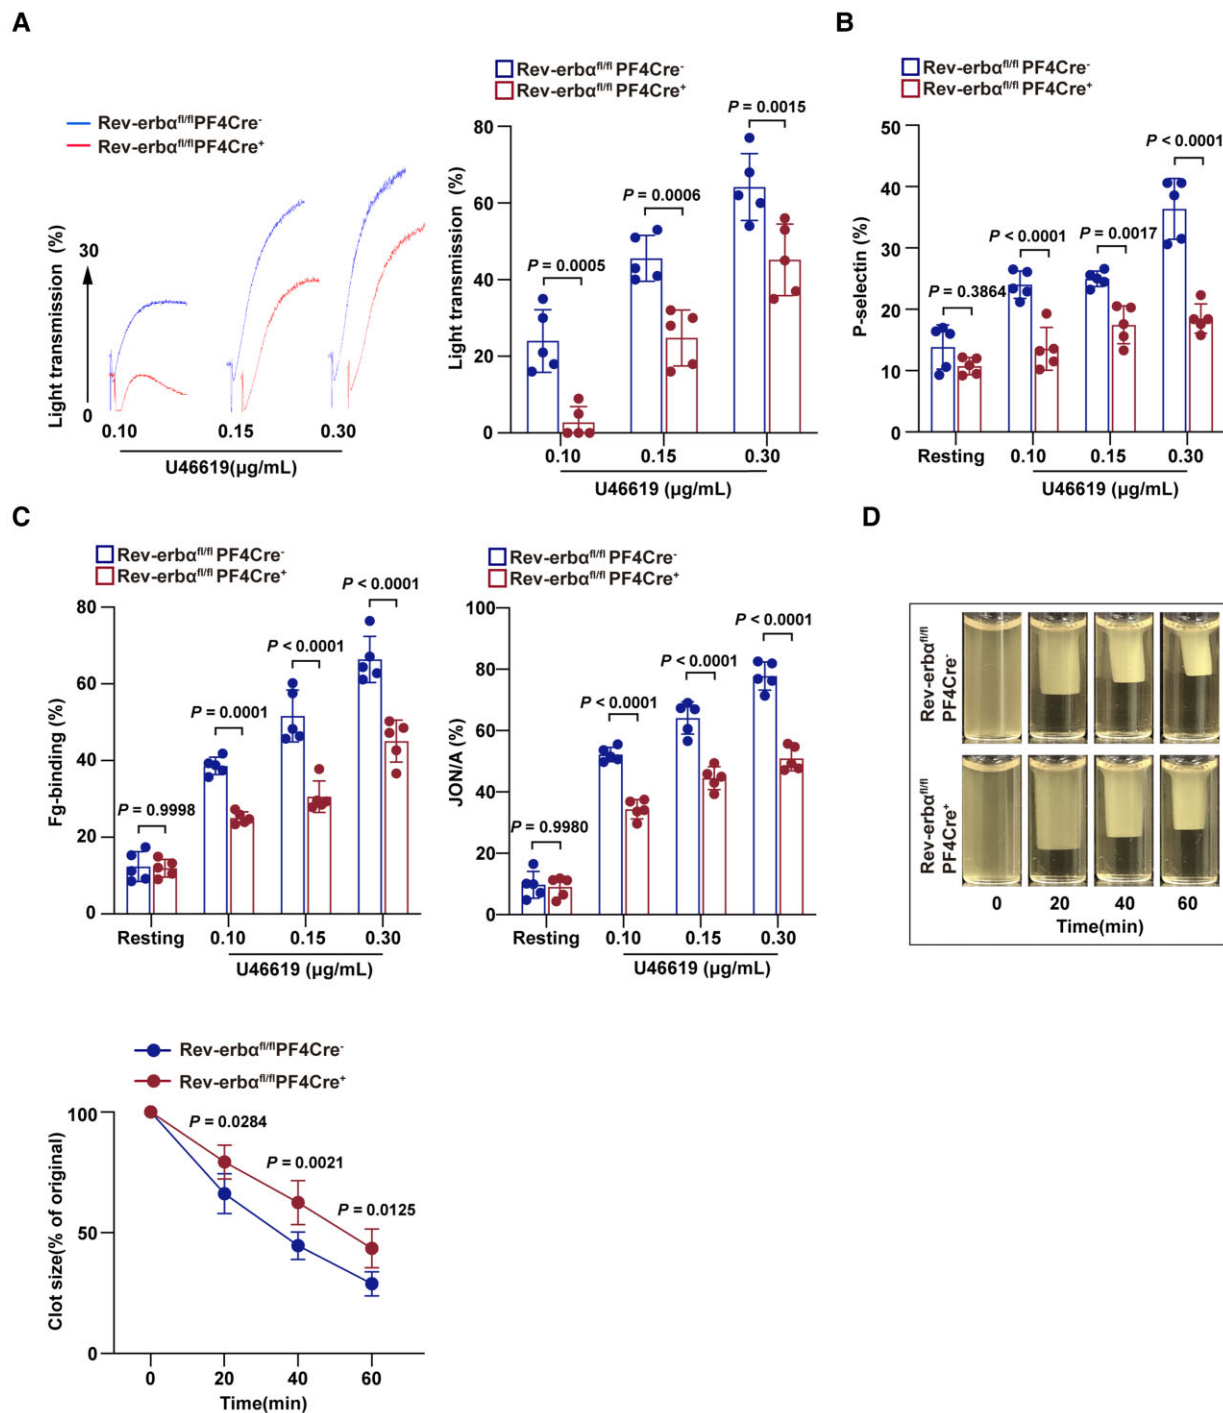 A
Rev-erbα^fl/fl PF4Cre^-
Rev-erbα^fl/fl PF4Cre^+
Light transmission (%)
30
0
0.10 0.15 0.30
U46619(μg/mL)
Rev-erbα^fl/fl PF4Cre^-
Rev-erbα^fl/fl PF4Cre^+
Light transmission (%)
80
60
40
20
0
P = 0.0005
P = 0.0006
P = 0.0015
0.10 0.15 0.30
U46619 (μg/mL)
B
Rev-erbα^fl/fl PF4Cre^-
Rev-erbα^fl/fl PF4Cre^+
P-selectin (%)
50
40
30
20
10
0
P = 0.3864
P < 0.0001
P = 0.0017
P < 0.0001
Resting 0.10 0.15 0.30
U46619 (μg/mL)
C
Rev-erbα^fl/fl PF4Cre^-
Rev-erbα^fl/fl PF4Cre^+
Fg-binding (%)
80
60
40
20
0
P = 0.9998
P = 0.0001
P < 0.0001
P < 0.0001
Resting 0.10 0.15 0.30
U46619 (μg/mL)
Rev-erbα^fl/fl PF4Cre^-
Rev-erbα^fl/fl PF4Cre^+
JON/A (%)
100
80
60
40
20
0
P = 0.9980
P < 0.0001
P < 0.0001
P < 0.0001
Resting 0.10 0.15 0.30
U46619 (μg/mL)
D
Rev-erbα^fl/fl
PF4Cre^-
Rev-erbα^fl/fl
PF4Cre^+
0 20 40 60
Time(min)
Rev-erbα^fl/fl PF4Cre^-
Rev-erbα^fl/fl PF4Cre^+
Clot size(% of original)
100
50
0
P = 0.0284
P = 0.0021
P = 0.0125
0 20 40 60
Time(min)